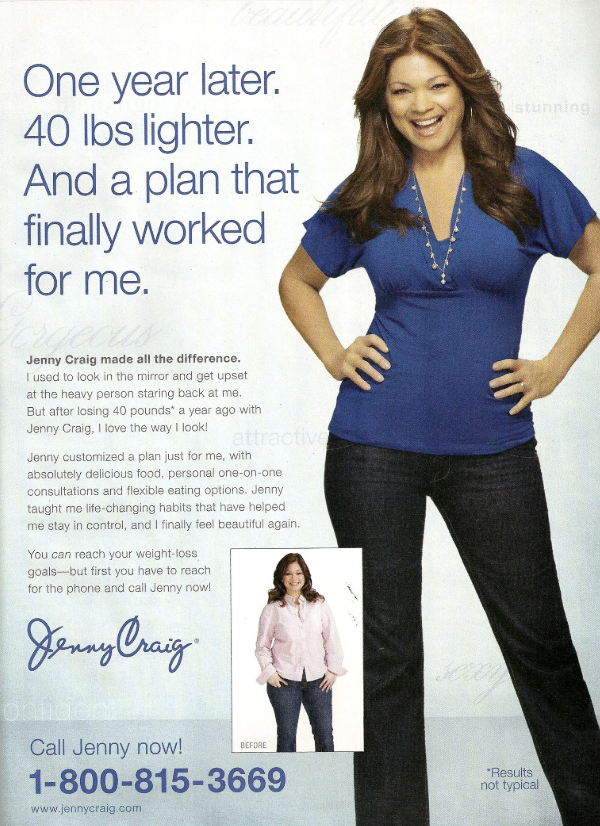 beautiful
One year later.
40 lbs lighter.
stunning
And a plan that
finally worked
for me.
Gorgeous
Jenny Craig made all the difference.
I used to look in the mirror and get upset
at the heavy person staring back at me.
But after losing 40 pounds* a year ago with
Jenny Craig, I love the way I look!
attractive
Jenny customized a plan just for me, with
absolutely delicious food, personal one-on-one
consultations and flexible eating options. Jenny
taught me life-changing habits that have helped
me stay in control, and I finally feel beautiful again.
You can reach your weight-loss
goals—but first you have to reach
for the phone and call Jenny now!
Jenny Craig®
sexy
BEFORE
Call Jenny now!
1-800-815-3669
www.jennycraig.com
*Results
not typical